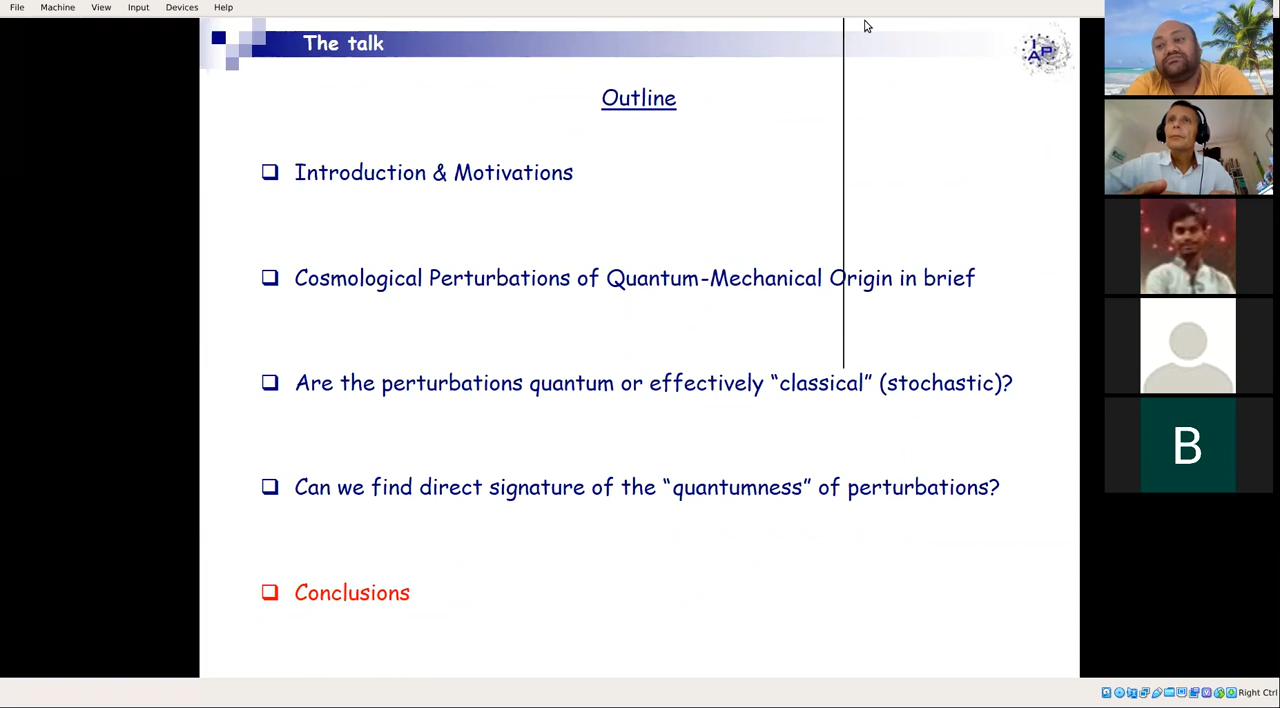 File Machine View Input Devices Help
The talk
IAP
Outline
❑ Introduction & Motivations
❑ Cosmological Perturbations of Quantum-Mechanical Origin in brief
❑ Are the perturbations quantum or effectively “classical” (stochastic)?
❑ Can we find direct signature of the “quantumness” of perturbations?
❑ Conclusions
B
Right Ctrl